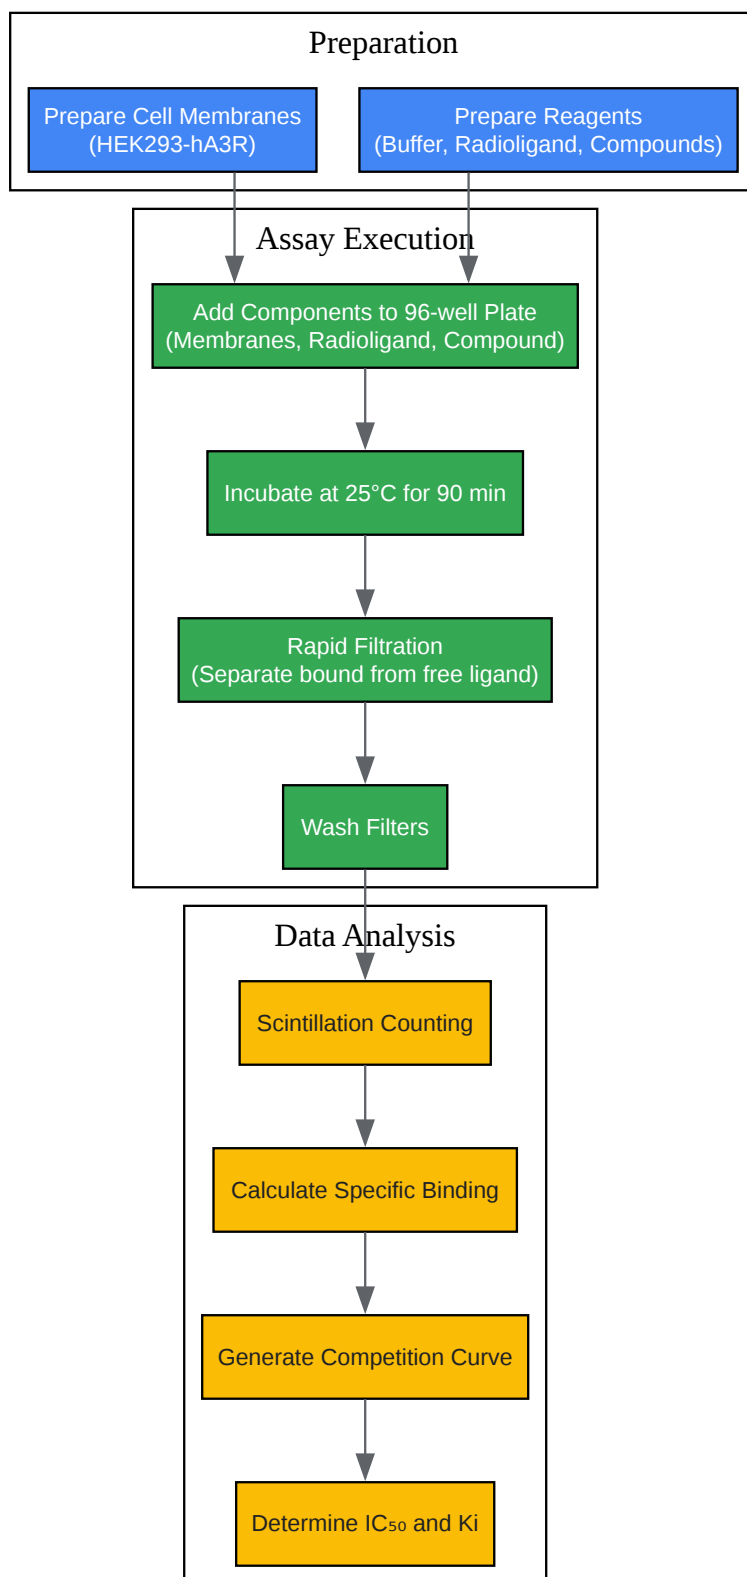 Preparation
Prepare Cell Membranes
(HEK293-hA3R)
Prepare Reagents
(Buffer, Radioligand, Compounds)
Assay Execution
Add Components to 96-well Plate
(Membranes, Radioligand, Compound)
Incubate at 25°C for 90 min
Rapid Filtration
(Separate bound from free ligand)
Wash Filters
Data Analysis
Scintillation Counting
Calculate Specific Binding
Generate Competition Curve
Determine IC₅₀ and Ki